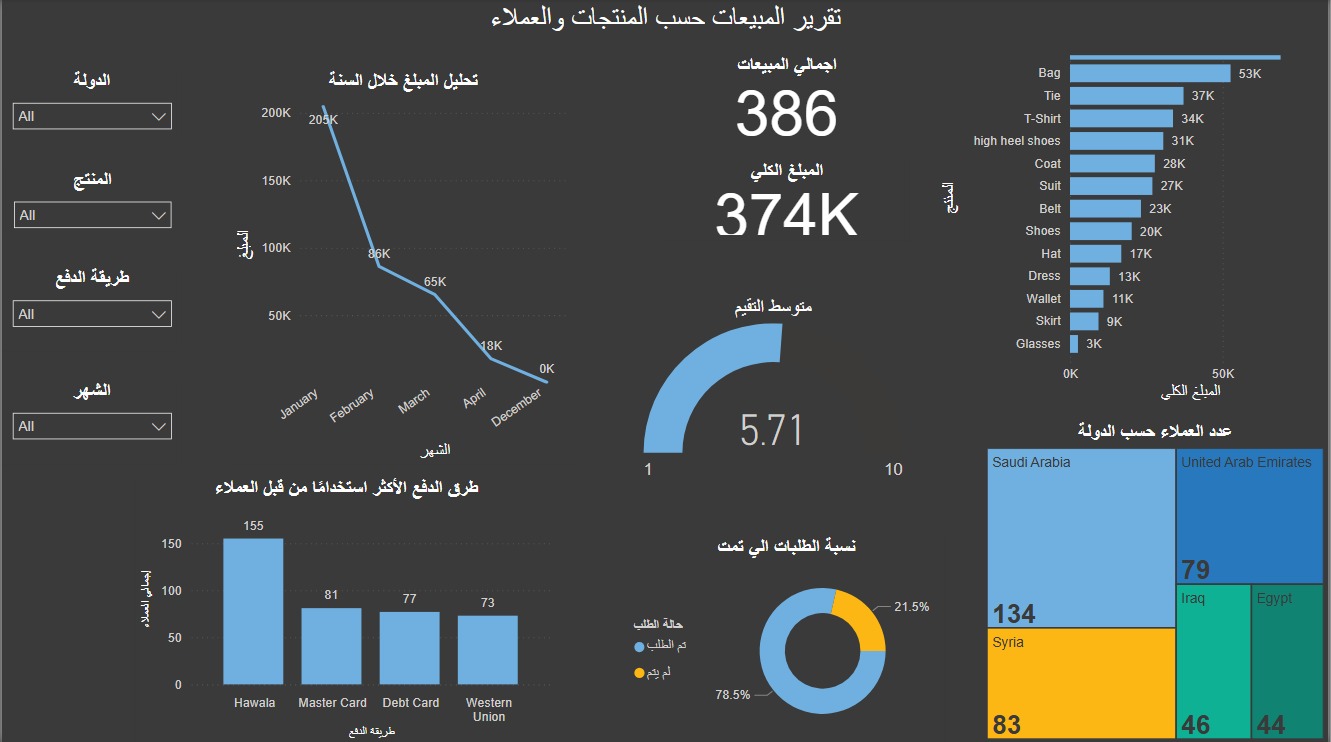 تقرير المبيعات حسب المنتجات والعملاء
الدولة
All
المنتج
All
طريقة الدفع
All
الشهر
All
تحليل المبلغ خلال السنة
المبلغ
200K
150K
100K
50K
205K
86K
65K
18K
0K
January
February
March
April
December
الشهر
اجمالي المبيعات
386
المبلغ الكلي
374K
متوسط التقيم
5.71
1
10
المنتج
Bag 53K
Tie 37K
T-Shirt 34K
high heel shoes 31K
Coat 28K
Suit 27K
Belt 23K
Shoes 20K
Hat 17K
Dress 13K
Wallet 11K
Skirt 9K
Glasses 3K
0K 50K
المبلغ الكلي
طرق الدفع الأكثر استخدامًا من قبل العملاء
إجمالي العملاء
150
100
50
0
155
81
77
73
Hawala
Master Card
Debt Card
Western
Union
طريقة الدفع
نسبة الطلبات الي تمت
حالة الطلب
تم الطلب
لم يتم
21.5%
78.5%
عدد العملاء حسب الدولة
Saudi Arabia
134
United Arab Emirates
79
Syria
83
Iraq
46
Egypt
44